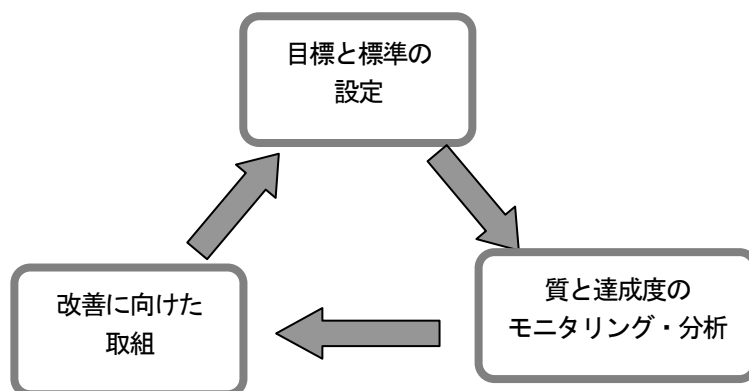 目標と標準の
設定
質と達成度の
モニタリング・分析
改善に向けた
取組